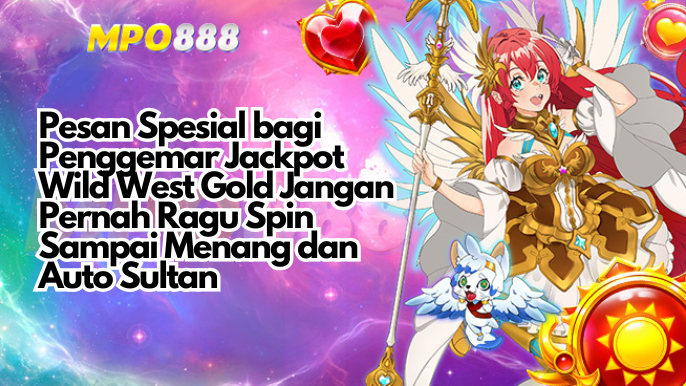 MPO888
Pesan Spesial bagi
Penggemar Jackpot
Wild West Gold Jangan
Pernah Ragu Spin
Sampai Menang dan
Auto Sultan